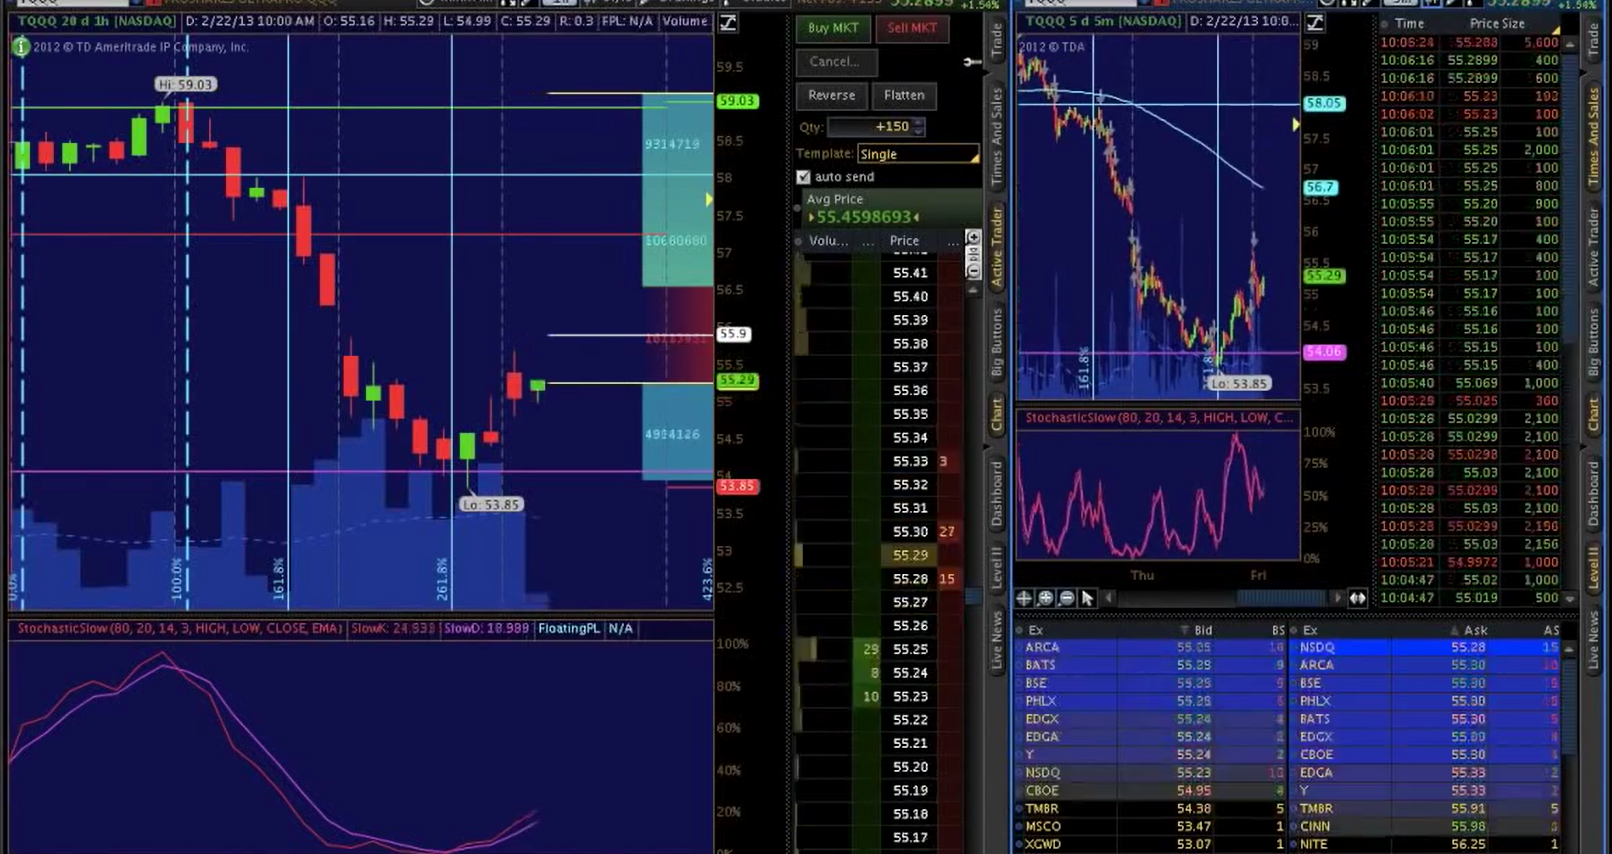 TQQQ 20 d 1h [NASDAQ] D: 2/22/13 10:00 AM O: 55.16 H: 55.29 L: 54.99 C: 55.29 R: 0.3 FPL: N/A Volume
2012 © TD Ameritrade IP Company, Inc.
Hi: 59.03
Lo: 53.85
9314719
4984126
100.0%
161.8%
261.8%
423.6%
59.5
59.03
58.5
58
57.5
57
56.5
55.9
55.5
55.29
55
54.5
54
53.85
53.5
53
52.5
StochasticSlow (80, 20, 14, 3, HIGH, LOW, CLOSE, EMA) SlowD: 18.989 FloatingPL N/A
100%
80%
60%
40%
20%
Buy MKT Sell MKT
Cancel...
Reverse Flatten
Qty: +150
Template: Single
auto send
Avg Price
55.4598693
Volu... ... Price ...
55.41
55.40
55.39
55.38
55.37
55.36
55.35
55.34
55.33 3
55.32
55.31
55.30 27
55.29
55.28 15
55.27
55.26
29 55.25
8 55.24
10 55.23
55.22
55.21
55.20
55.19
55.18
55.17
Trade
Times And Sales
Active Trader
Big Buttons
Chart
Dashboard
Level II
Live News
TQQQ 5 d 5m [NASDAQ] D: 2/22/13 10:0...
2012 © TDA
161.8%
Lo: 53.85
59
58.5
58.05
57.5
57
56.7
56.5
56
55.5
55.29
55
54.5
54.06
53.5
StochasticSlow (80, 20, 14, 3, HIGH, LOW, C...
100%
75%
50%
25%
0%
Thu Fri
Time Price Size
10:06:24 55.288 5,600
10:06:16 55.2899 400
10:06:16 55.2899 600
10:06:10 55.23
10:06:02 55.23 100
10:06:01 55.25 100
10:06:01 55.25 2,000
10:06:01 55.25 100
10:06:01 55.25 800
10:05:55 55.20 900
10:05:55 55.20 100
10:05:54 55.17 400
10:05:54 55.17 400
10:05:54 55.17 100
10:05:54 55.17 100
10:05:46 55.16 100
10:05:46 55.16 100
10:05:46 55.15 100
10:05:46 55.15 400
10:05:40 55.069 1,000
10:05:29 55.025 360
10:05:28 55.0299 2,100
10:05:28 55.0299 2,100
10:05:28 55.0298 2,100
10:05:28 55.03 2,100
10:05:28 55.0299 2,100
10:05:28 55.03 2,100
10:05:28 55.0299 2,156
10:05:28 55.03 2,156
10:05:21 54.9972 1,000
10:04:47 55.02 1,000
10:04:47 55.019 500
Trade
Times And Sales
Active Trader
Big Buttons
Chart
Dashboard
Level II
Live News
Ex Bid BS Ex Ask AS
ARCA NSDQ 55.28 15
BATS 55.25 9 ARCA 55.30
BSE 55.25 BSE 55.30
PHLX 55.25 PHLX 55.30
EDGX 55.24 BATS 55.30 5
EDGA 55.24 EDGX
Y 55.24 2 CBOE 55.30
NSDQ 55.23 EDGA 55.33
CBOE 54.95 4 Y 55.33
TMBR 54.38 5 TMBR 55.91 5
MSCO 53.47 1 CINN 55.98
XGWD 53.07 1 NITE 56.25 1